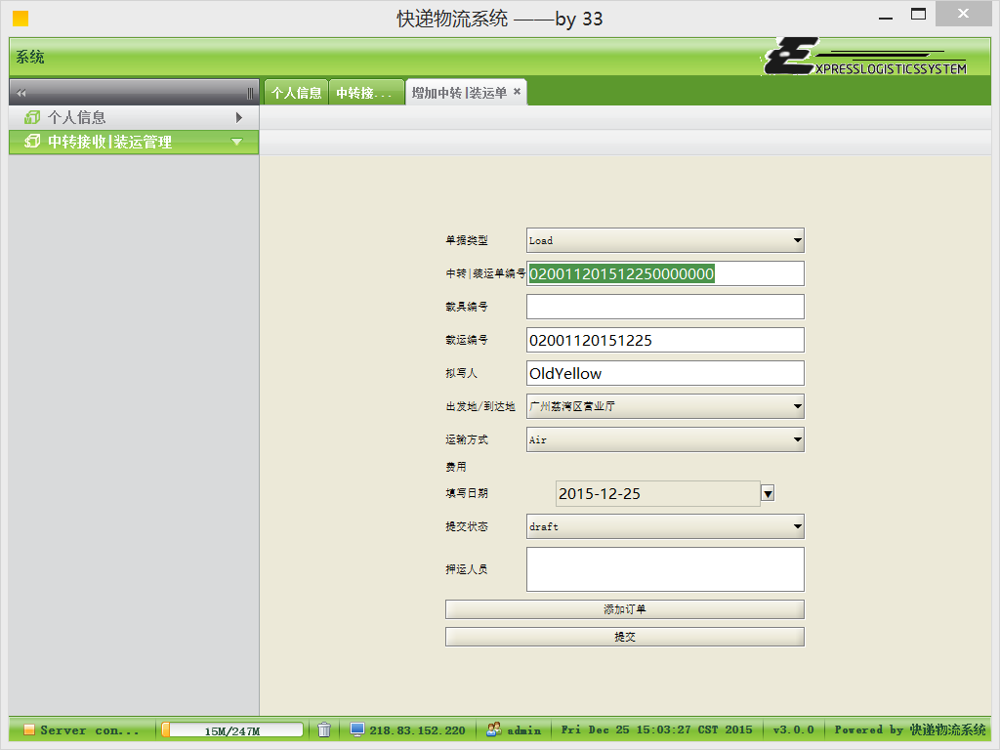 快递物流系统 ——by 33
系统
EXPRESSLOGISTICSSYSTEM
个人信息 中转接... 增加中转|装运单
个人信息
中转接收|装运管理
单据类型 Load
中转|装运单编号 020011201512250000000
载具编号
载运编号 02001120151225
拟写人 OldYellow
出发地/到达地 广州荔湾区营业厅
运输方式 Air
费用
填写日期 2015-12-25
提交状态 draft
押运人员
添加订单
提交
Server con... 15M/247M 218.83.152.220 admin Fri Dec 25 15:03:27 CST 2015 v3.0.0 Powered by 快递物流系统